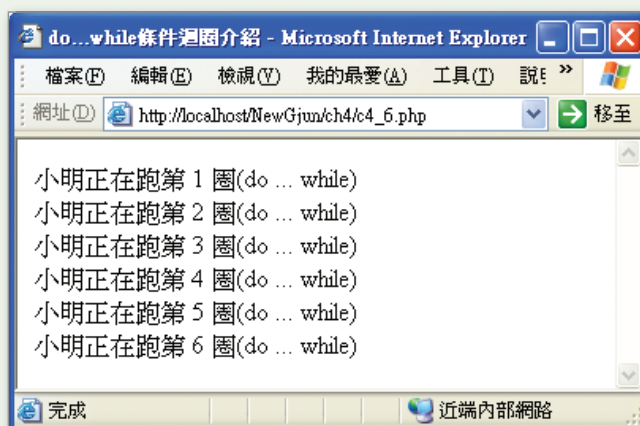 do...while條件迴圈介紹 - Microsoft Internet Explorer
檔案(F) 編輯(E) 檢視(V) 我的最愛(A) 工具(T) 說 »
網址(D) http://localhost/NewGjun/ch4/c4_6.php 移至
小明正在跑第 1 圈(do ... while)
小明正在跑第 2 圈(do ... while)
小明正在跑第 3 圈(do ... while)
小明正在跑第 4 圈(do ... while)
小明正在跑第 5 圈(do ... while)
小明正在跑第 6 圈(do ... while)
完成 近端內部網路